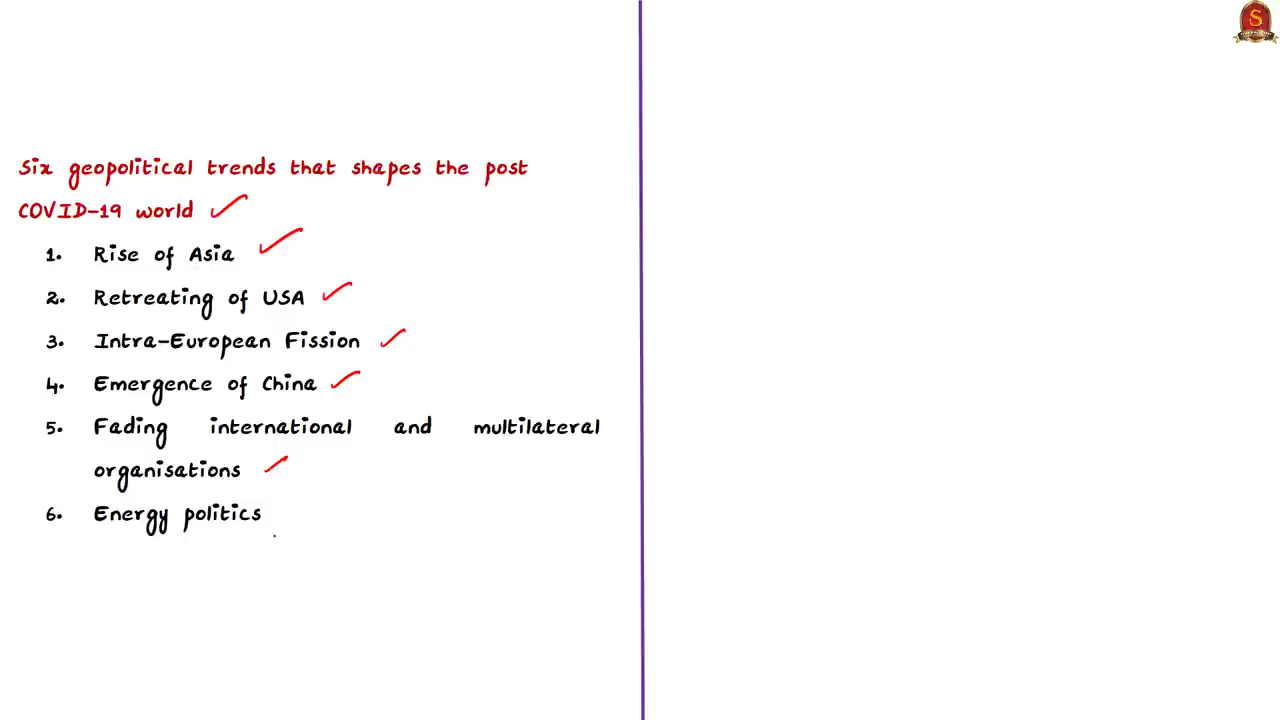 Six geopolitical trends that shapes the post
COVID-19 world
1. Rise of Asia
2. Retreating of USA
3. Intra-European Fission
4. Emergence of China
5. Fading international and multilateral
organisations
6. Energy politics
S